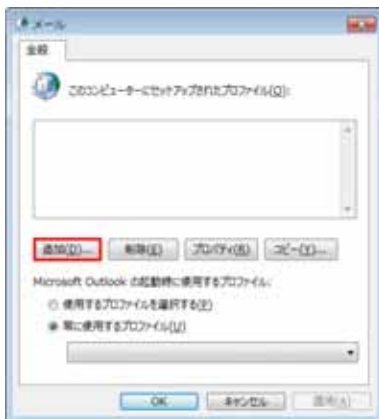 メール
全般
このコンピューターにセットアップされたプロファイル(O):
追加(D)... 削除(E) プロパティ(R) コピー(Y)...
Microsoft Outlook の起動時に使用するプロファイル:
使用するプロファイルを選択する(P)
常に使用するプロファイル(U)
OK キャンセル 適用(A)